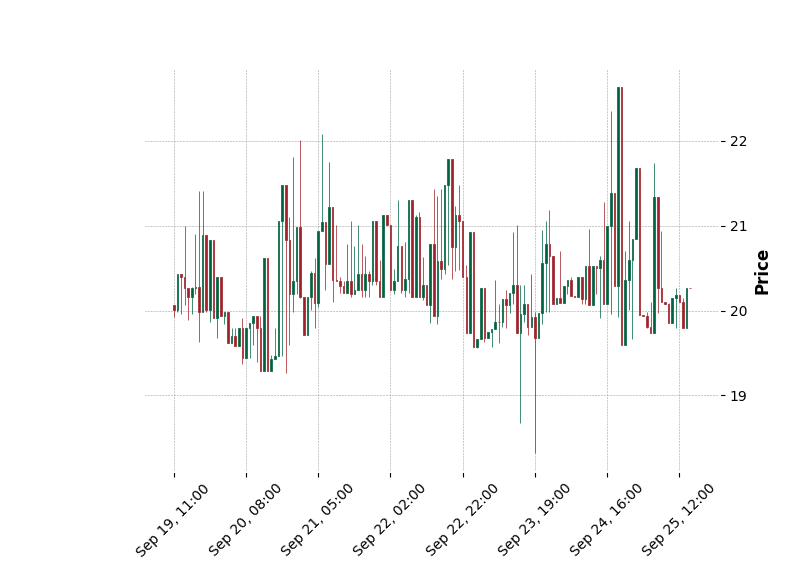 22
21
20
19
Price
Sep 19, 11:00
Sep 20, 08:00
Sep 21, 05:00
Sep 22, 02:00
Sep 22, 22:00
Sep 23, 19:00
Sep 24, 16:00
Sep 25, 12:00